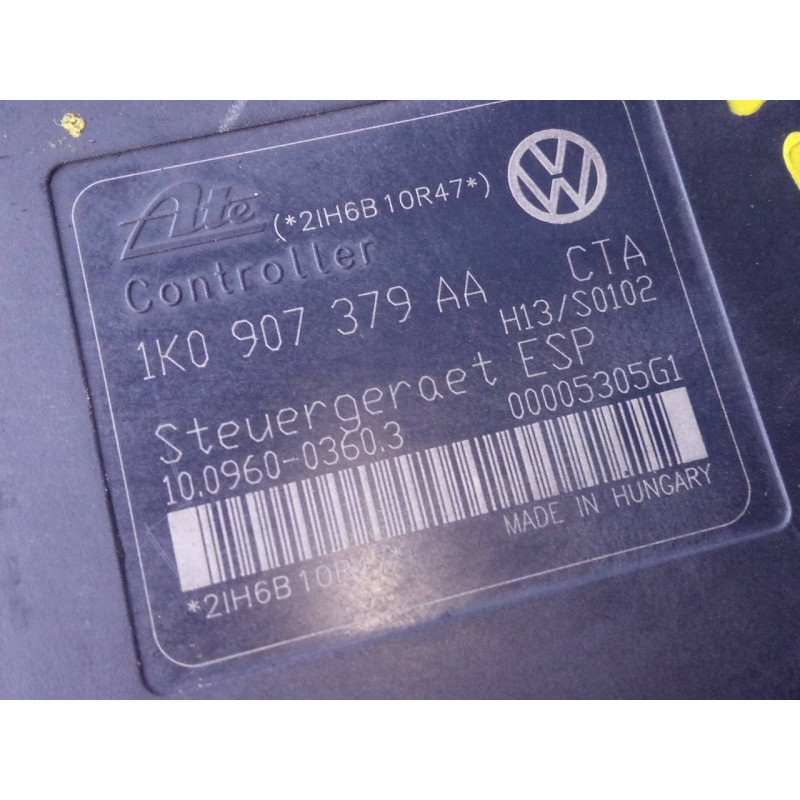 Ate (*2IH6B10R47*)
Controller CTA
1K0 907 379 AA H13/S0102
Steuergeraet ESP
10.0960-0360.3 00005305G1
MADE IN HUNGARY
*2IH6B10R47*